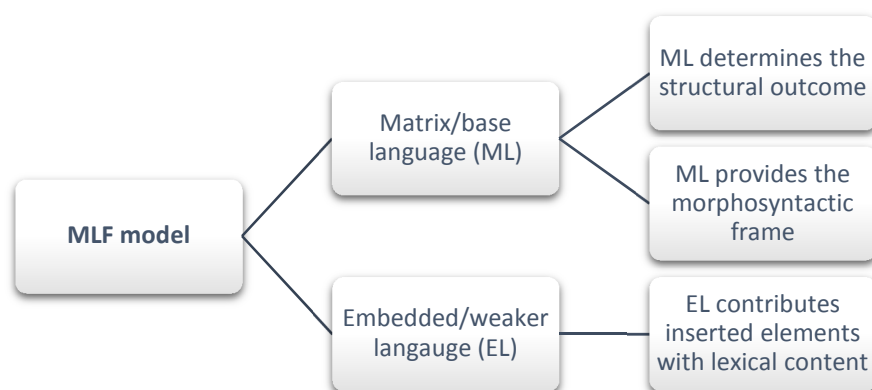 MLF model
Matrix/base
language (ML)
ML determines the
structural outcome
ML provides the
morphosyntactic
frame
Embedded/weaker
langauge (EL)
EL contributes
inserted elements
with lexical content